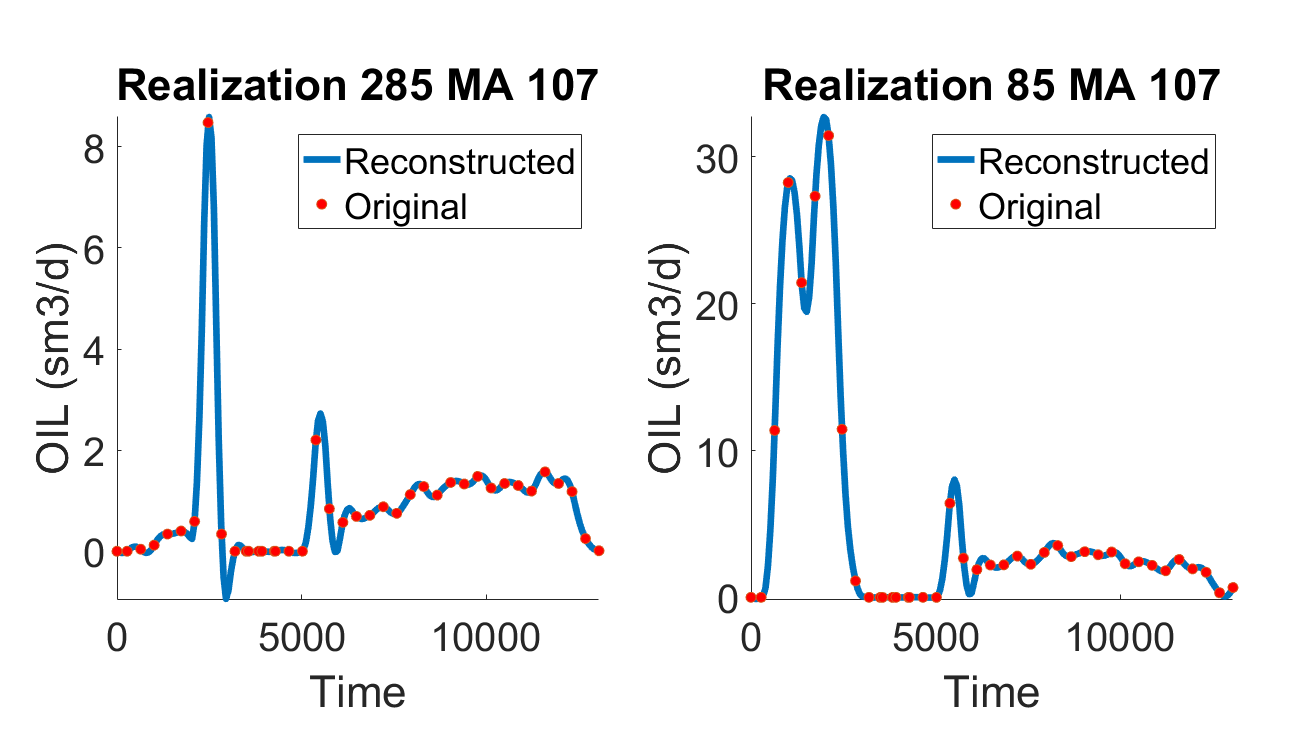 Realization 285 MA 107
Reconstructed
Original
OIL (sm3/d)
8
6
4
2
0
0 5000 10000
Time
Realization 85 MA 107
Reconstructed
Original
OIL (sm3/d)
30
20
10
0
0 5000 10000
Time